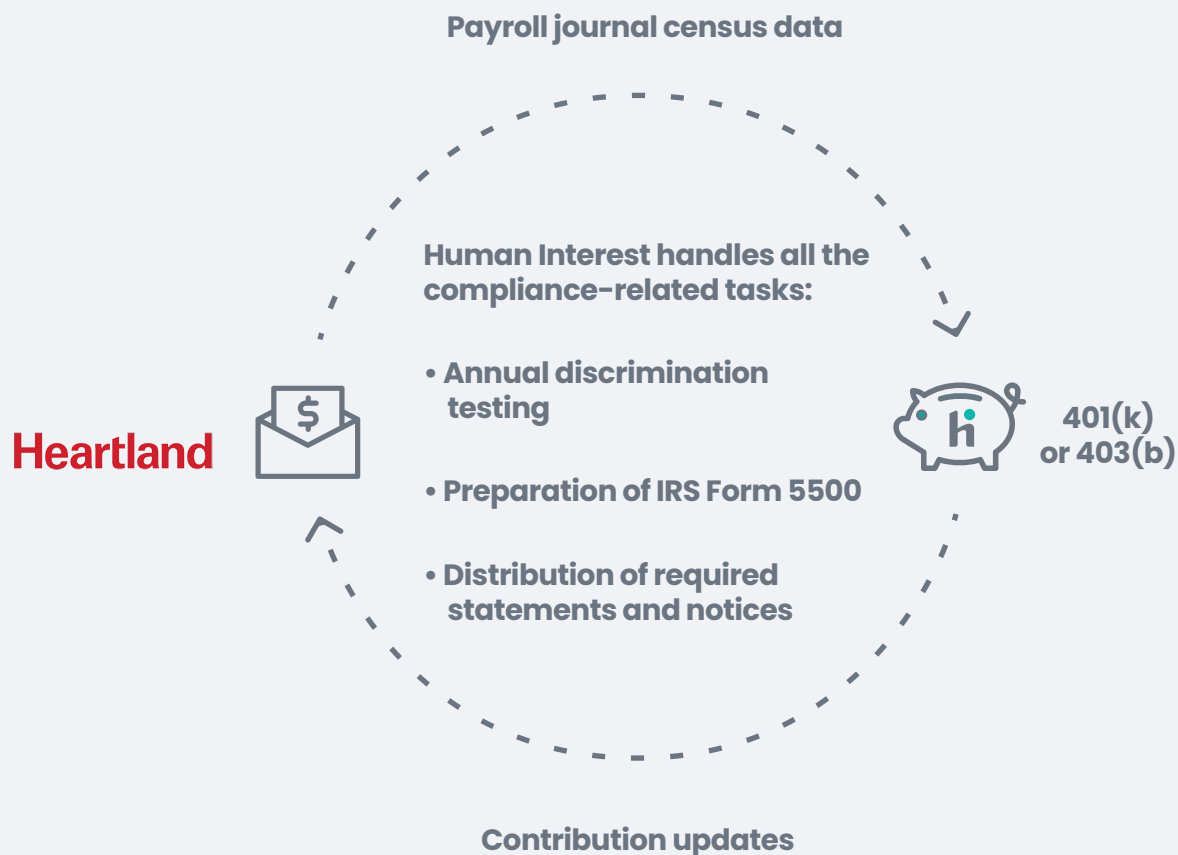 Payroll journal census data
Human Interest handles all the
compliance-related tasks:
• Annual discrimination
testing
• Preparation of IRS Form 5500
• Distribution of required
statements and notices
Heartland
$
h
401(k)
or 403(b)
Contribution updates